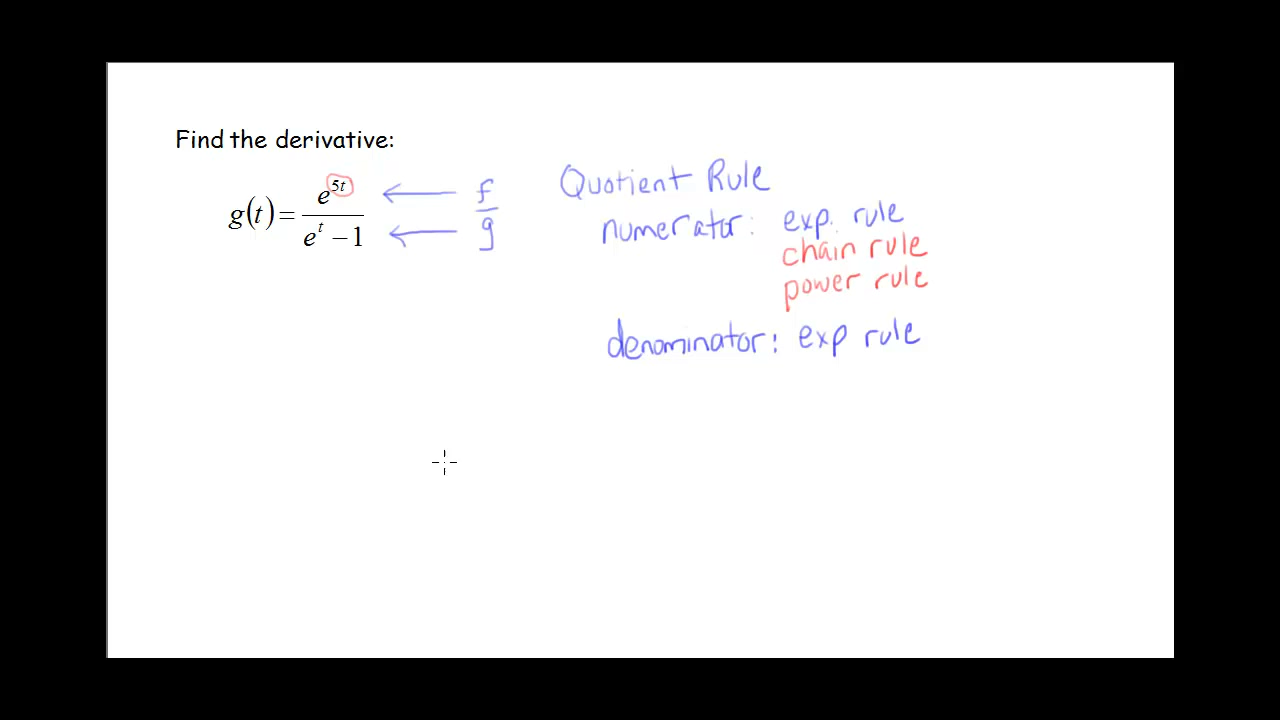 Find the derivative:
g(t) = e^{5t} / (e^t − 1)
f
g
Quotient Rule
numerator: exp. rule
chain rule
power rule
denominator: exp rule